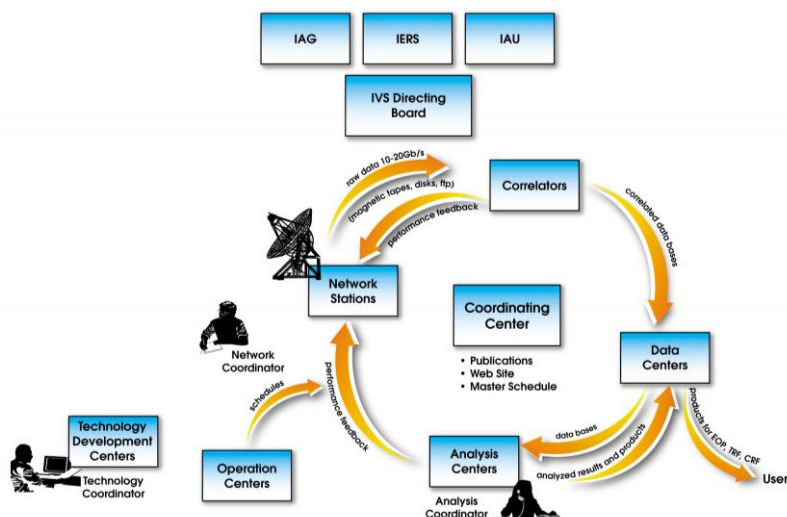 IAG
IERS
IAU
IVS Directing
Board
raw data 10-20Gb/s
(magnetic tapes, disks, ftp)
performance feedback
Correlators
correlated data bases
Network
Stations
Coordinating
Center
• Publications
• Web Site
• Master Schedule
Network
Coordinator
Data
Centers
schedules
performance feedback
data bases
analyzed results and products
products for EOP, TRF, CRF
User
Technology
Development
Centers
Technology
Coordinator
Operation
Centers
Analysis
Centers
Analysis
Coordinator